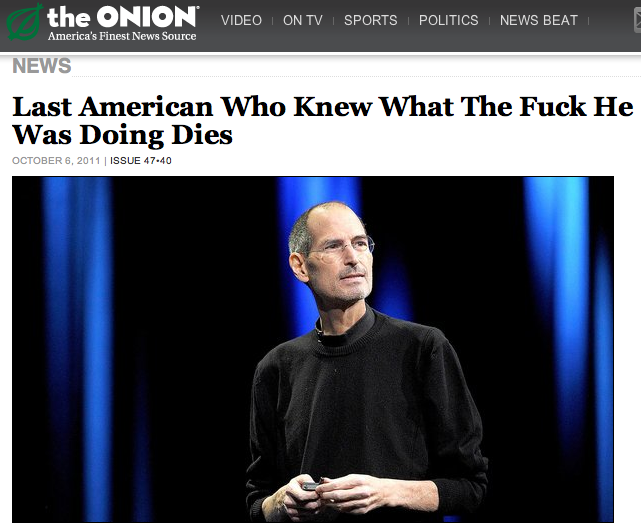 the ONION®
America's Finest News Source
VIDEO | ON TV | SPORTS | POLITICS | NEWS BEAT |
NEWS
Last American Who Knew What The Fuck He
Was Doing Dies
OCTOBER 6, 2011 | ISSUE 47•40